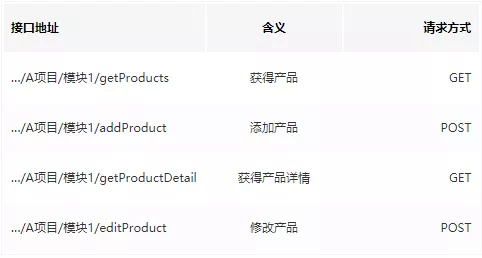 接口地址 含义 请求方式
.../A项目/模块1/getProducts 获得产品 GET
.../A项目/模块1/addProduct 添加产品 POST
.../A项目/模块1/getProductDetail 获得产品详情 GET
.../A项目/模块1/editProduct 修改产品 POST